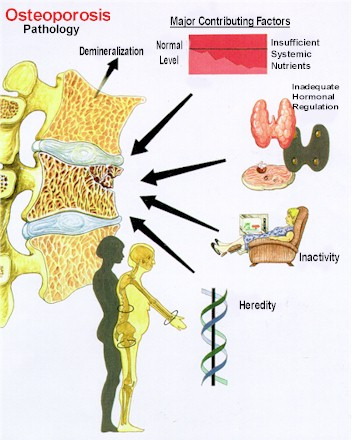 Osteoporosis
Pathology
Demineralization
Major Contributing Factors
Normal
Level
Insufficient
Systemic
Nutrients
Inadequate
Hormonal
Regulation
Inactivity
Heredity